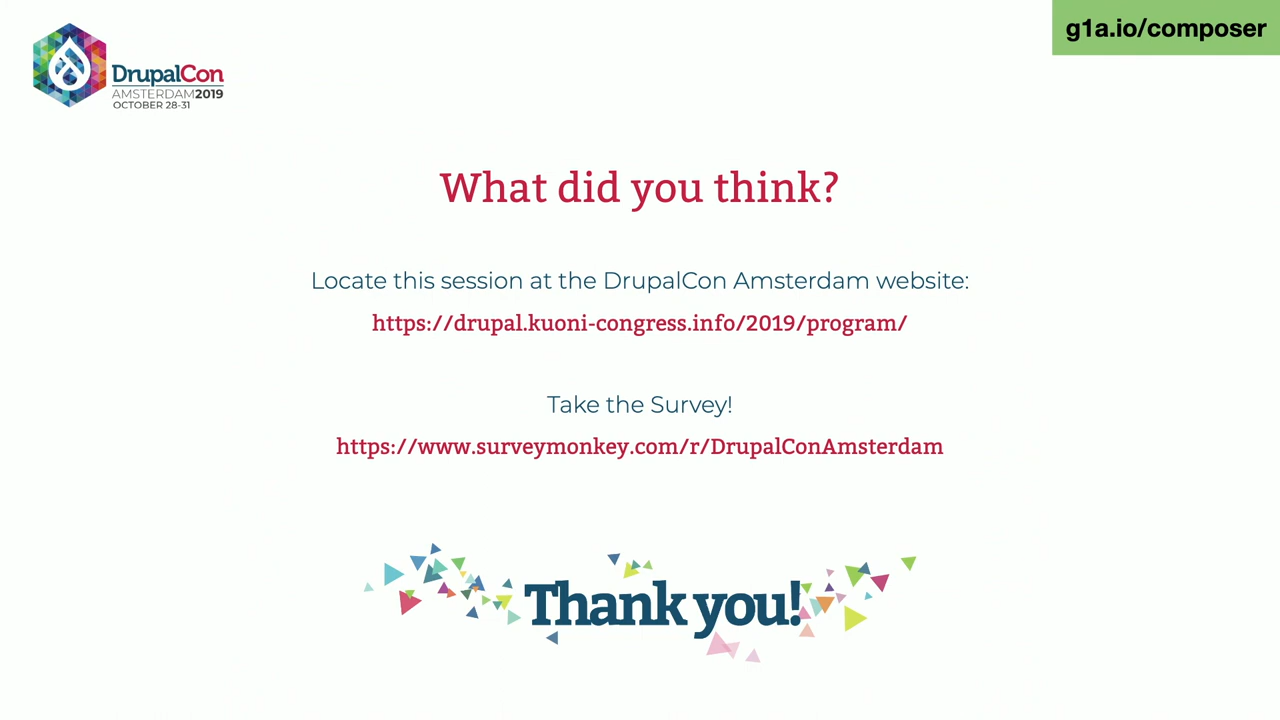 g1a.io/composer
DrupalCon
AMSTERDAM2019
OCTOBER 28-31
What did you think?
Locate this session at the DrupalCon Amsterdam website:
https://drupal.kuoni-congress.info/2019/program/
Take the Survey!
https://www.surveymonkey.com/r/DrupalConAmsterdam
Thank you!